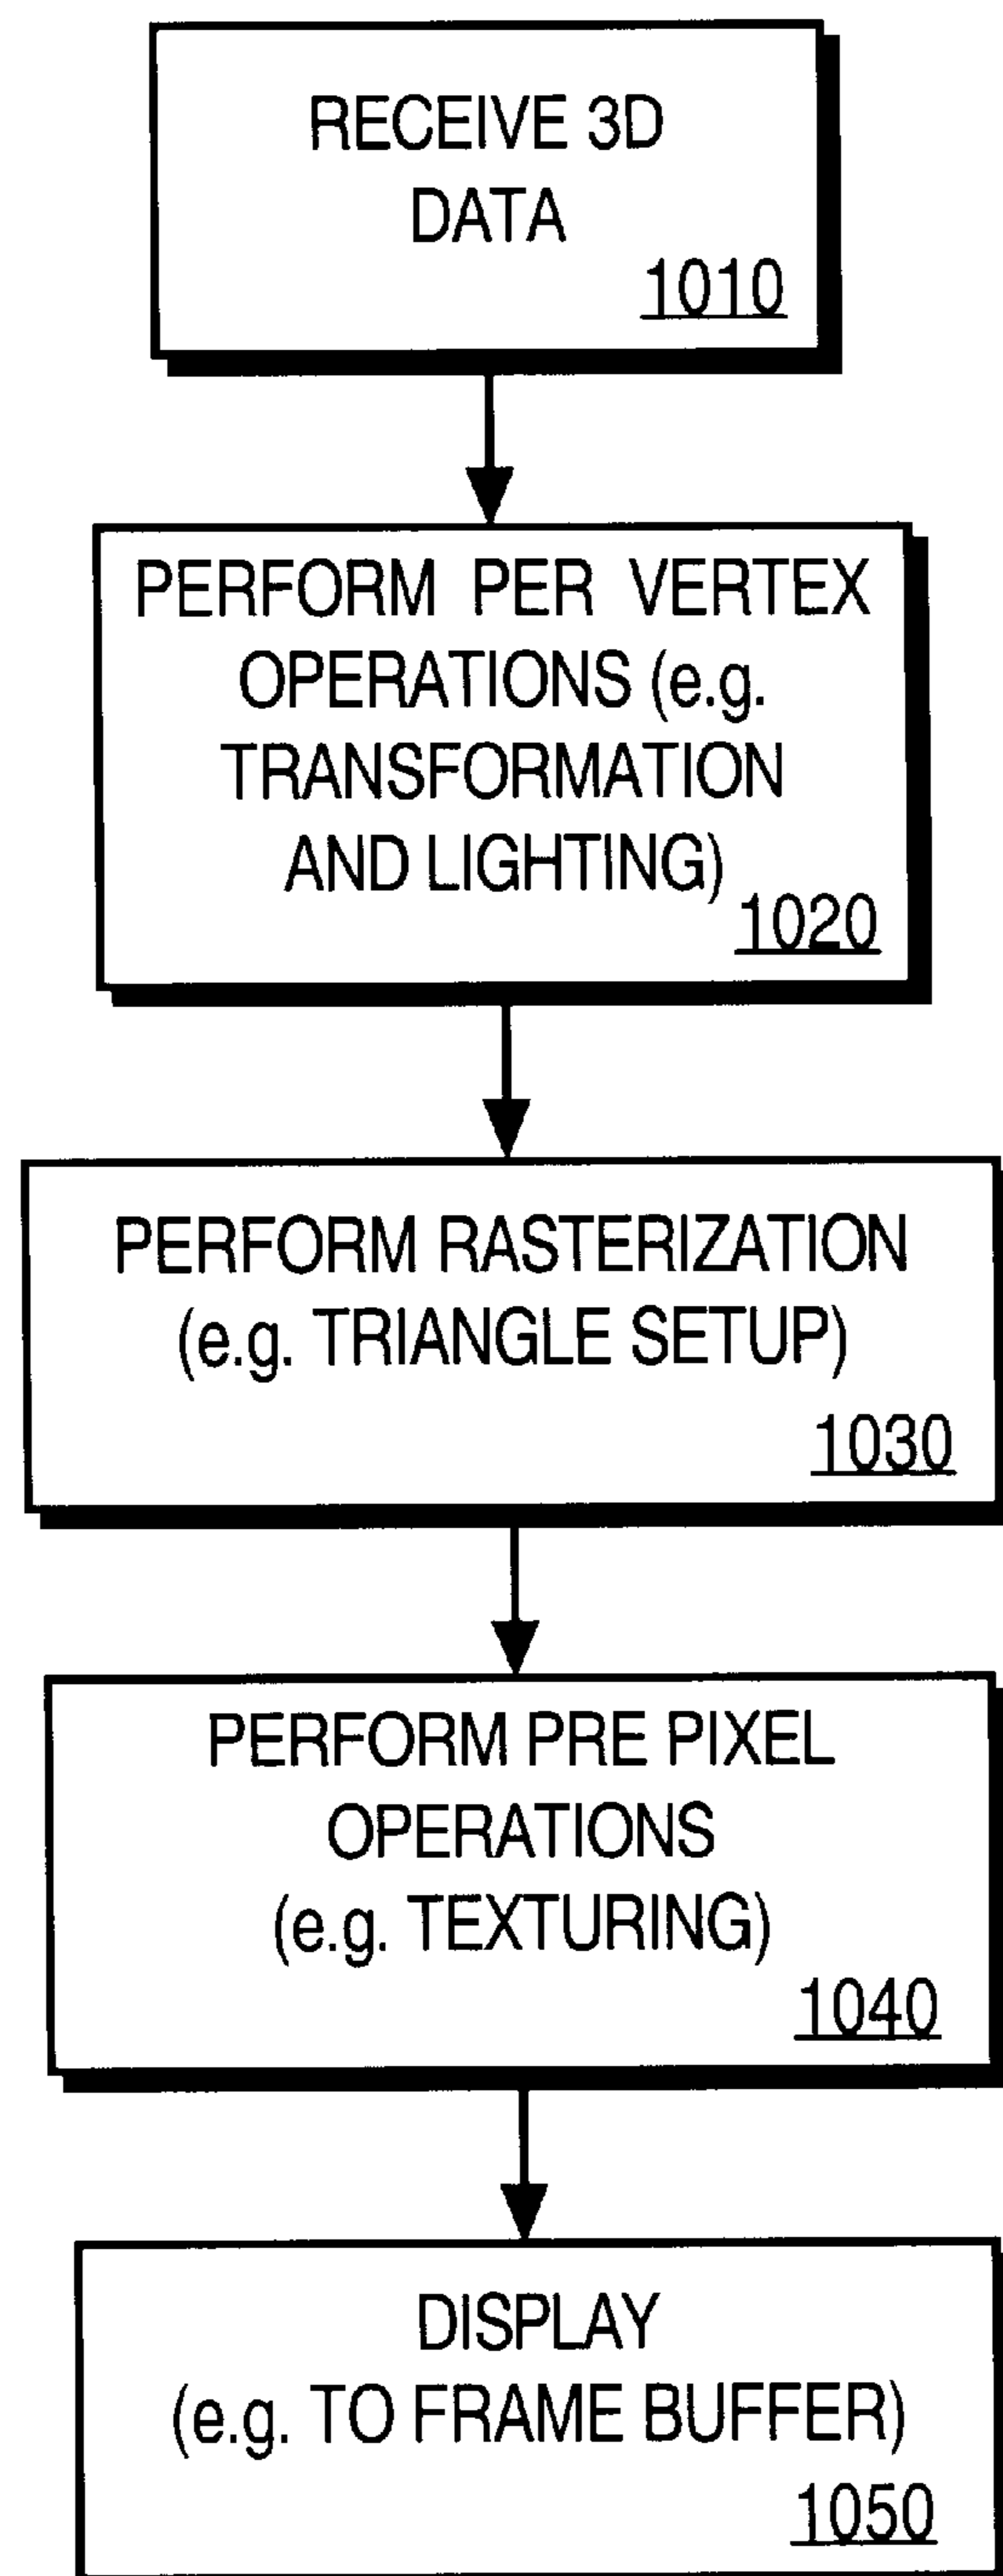 RECEIVE 3D
DATA
1010
PERFORM PER VERTEX
OPERATIONS (e.g.
TRANSFORMATION
AND LIGHTING)
1020
PERFORM RASTERIZATION
(e.g. TRIANGLE SETUP)
1030
PERFORM PRE PIXEL
OPERATIONS
(e.g. TEXTURING)
1040
DISPLAY
(e.g. TO FRAME BUFFER)
1050